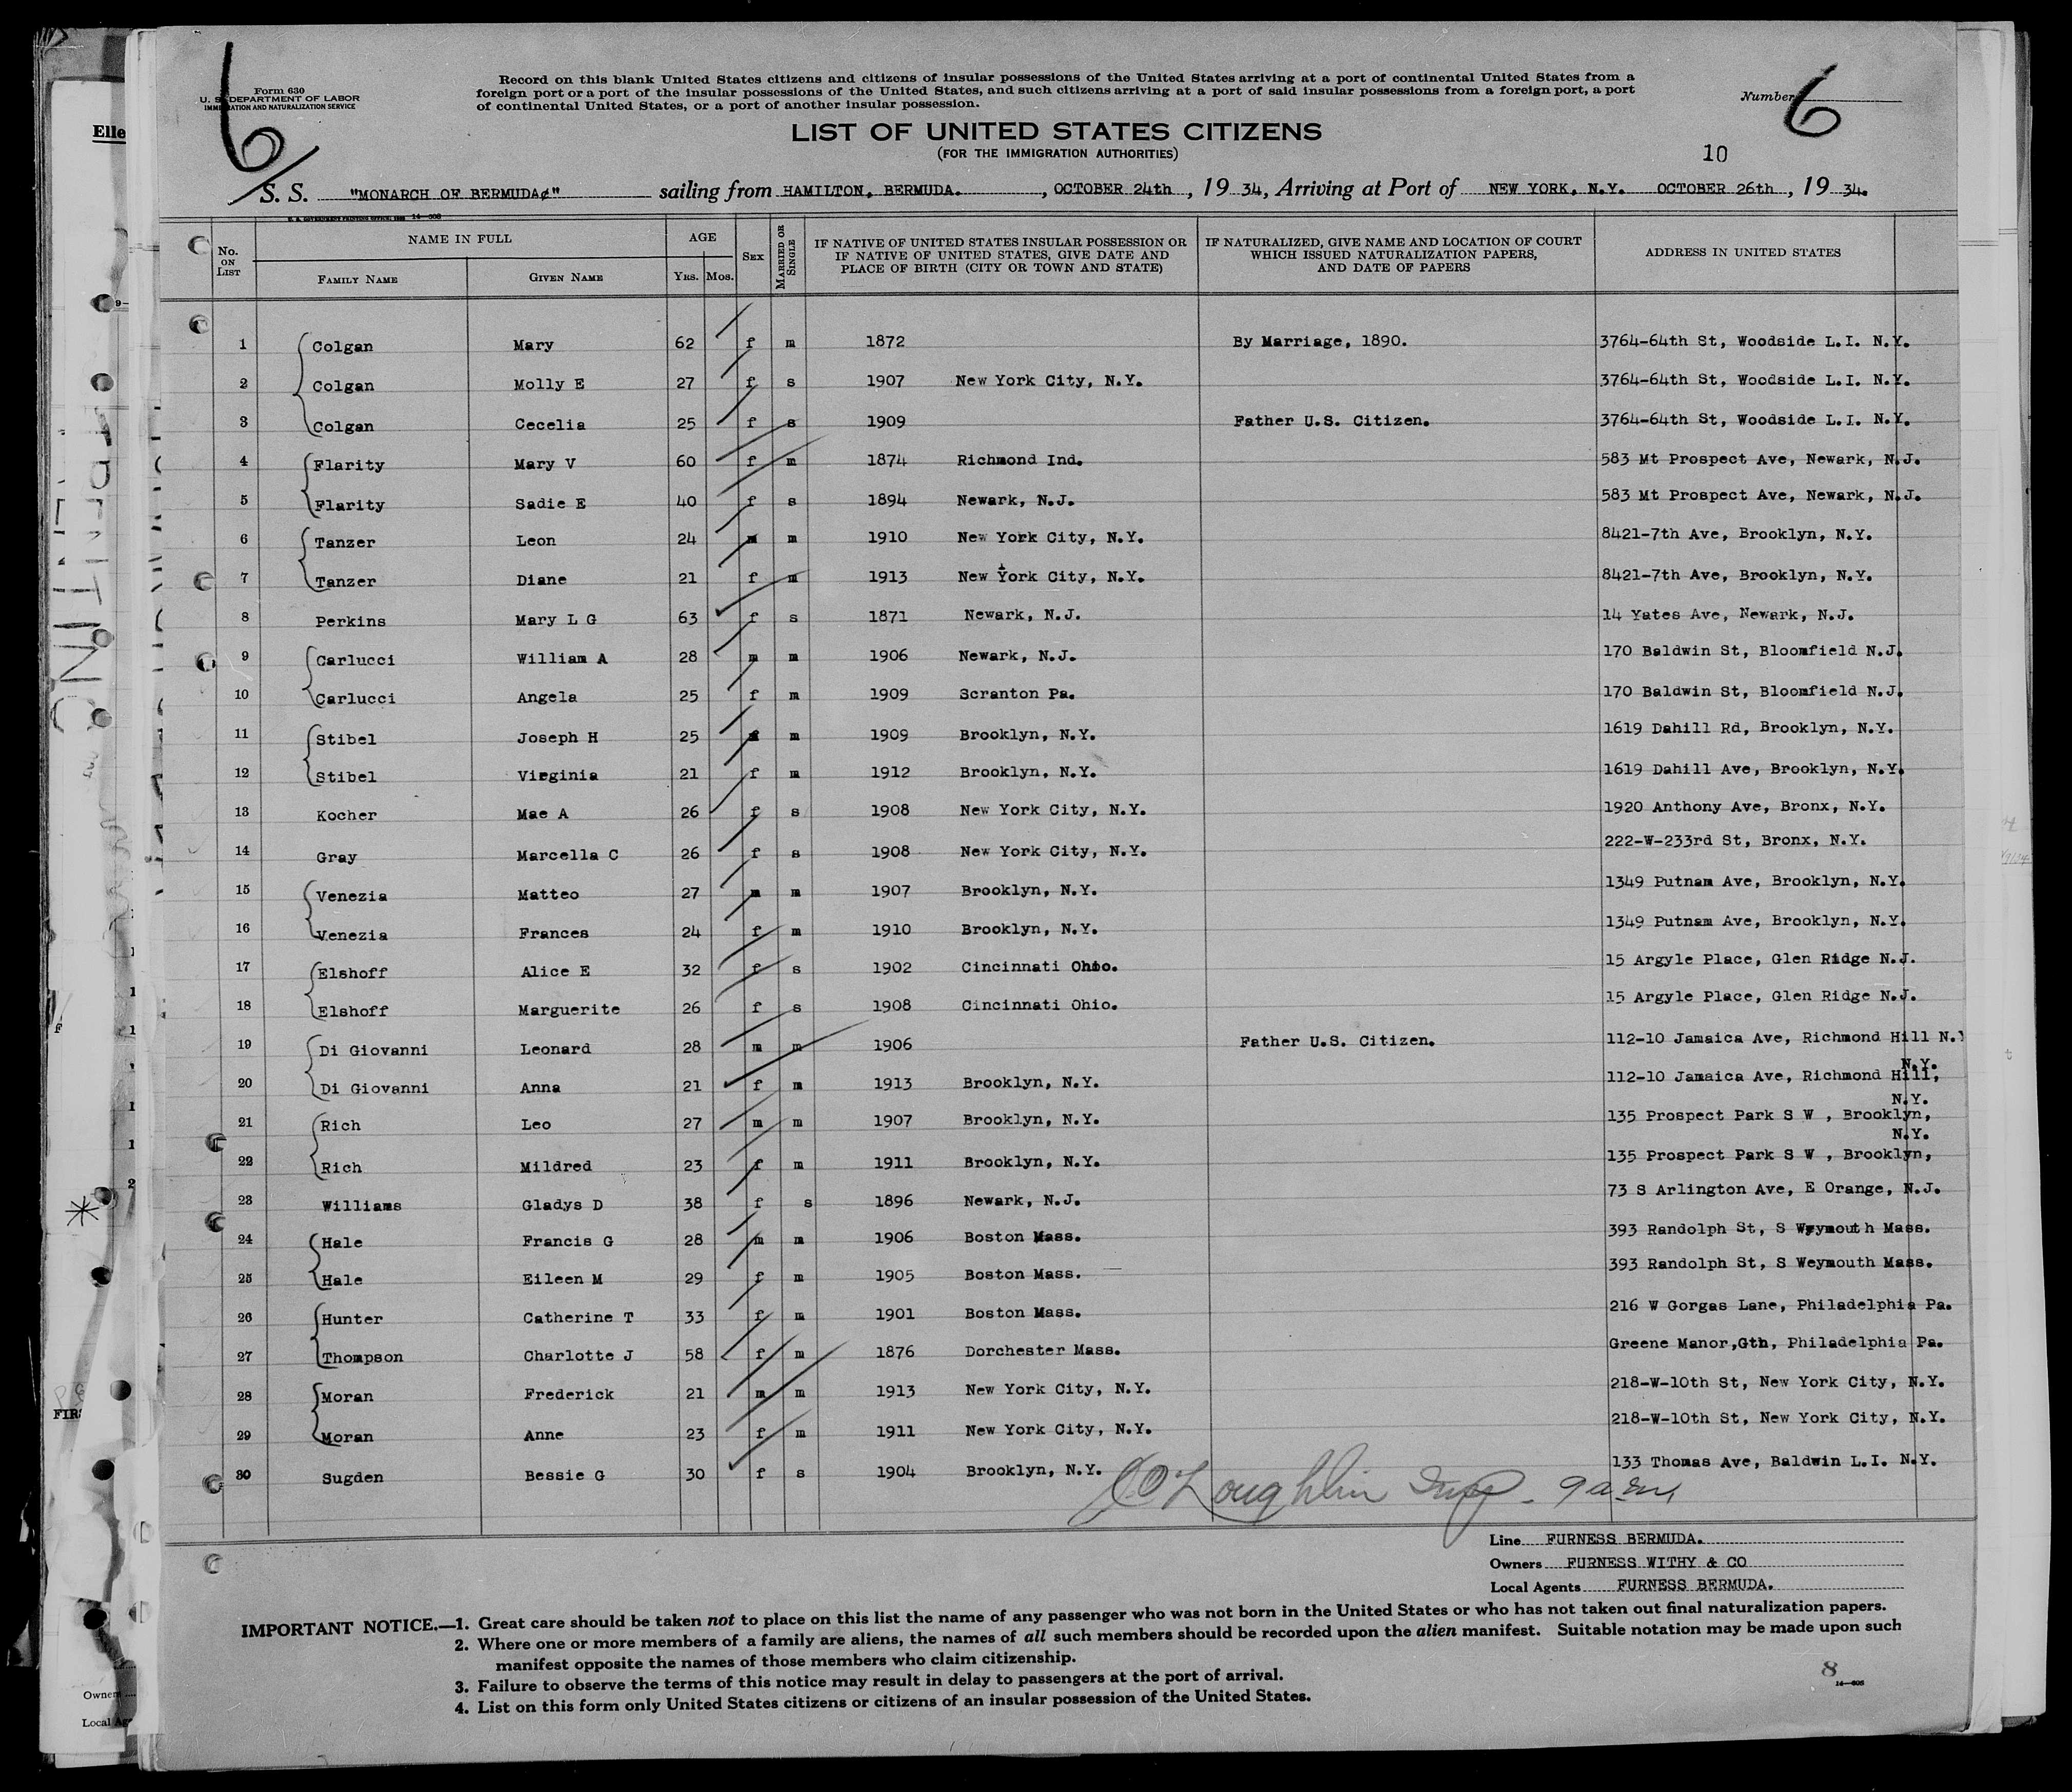 6
Form 630
U. S. DEPARTMENT OF LABOR
IMMIGRATION AND NATURALIZATION SERVICE
Record on this blank United States citizens and citizens of insular possessions of the United States arriving at a port of continental United States from a
foreign port or a port of the insular possessions of the United States, and such citizens arriving at a port of said insular possessions from a foreign port, a port
of continental United States, or a port of another insular possession.
Number 6
LIST OF UNITED STATES CITIZENS
(FOR THE IMMIGRATION AUTHORITIES)
10
S. S. "MONARCH OF BERMUDA¢" sailing from HAMILTON, BERMUDA. , OCTOBER 24th , 19 34, Arriving at Port of NEW YORK, N.Y. OCTOBER 26th , 19 34.
14—608
No. ON LIST NAME IN FULL AGE SEX MARRIED OR SINGLE IF NATIVE OF UNITED STATES INSULAR POSSESSION OR IF NATIVE OF UNITED STATES, GIVE DATE AND PLACE OF BIRTH (CITY OR TOWN AND STATE) IF NATURALIZED, GIVE NAME AND LOCATION OF COURT WHICH ISSUED NATURALIZATION PAPERS, AND DATE OF PAPERS ADDRESS IN UNITED STATES
FAMILY NAME GIVEN NAME YRS. MOS.
1 Colgan Mary 62 f m 1872 By Marriage, 1890. 3764-64th St, Woodside L.I. N.Y.
2 Colgan Molly E 27 f s 1907 New York City, N.Y. 3764-64th St, Woodside L.I. N.Y.
3 Colgan Cecelia 25 f s 1909 Father U.S. Citizen. 3764-64th St, Woodside L.I. N.Y.
4 Flarity Mary V 60 f m 1874 Richmond Ind. 583 Mt Prospect Ave, Newark, N.J.
5 Flarity Sadie E 40 f s 1894 Newark, N.J. 583 Mt Prospect Ave, Newark, N.J.
6 Tanzer Leon 24 m m 1910 New York City, N.Y. 8421-7th Ave, Brooklyn, N.Y.
7 Tanzer Diane 21 f m 1913 New York City, N.Y. 8421-7th Ave, Brooklyn, N.Y.
8 Perkins Mary L G 63 f s 1871 Newark, N.J. 14 Yates Ave, Newark, N.J.
9 Carlucci William A 28 m m 1906 Newark, N.J. 170 Baldwin St, Bloomfield N.J.
10 Carlucci Angela 25 f m 1909 Scranton Pa. 170 Baldwin St, Bloomfield N.J.
11 Stibel Joseph H 25 m m 1909 Brooklyn, N.Y. 1619 Dahill Rd, Brooklyn, N.Y.
12 Stibel Virginia 21 f m 1912 Brooklyn, N.Y. 1619 Dahill Ave, Brooklyn, N.Y.
13 Kocher Mae A 26 f s 1908 New York City, N.Y. 1920 Anthony Ave, Bronx, N.Y.
14 Gray Marcella C 26 f s 1908 New York City, N.Y. 222-W-233rd St, Bronx, N.Y.
15 Venezia Matteo 27 m m 1907 Brooklyn, N.Y. 1349 Putnam Ave, Brooklyn, N.Y.
16 Venezia Frances 24 f m 1910 Brooklyn, N.Y. 1349 Putnam Ave, Brooklyn, N.Y.
17 Elshoff Alice E 32 f s 1902 Cincinnati Ohio. 15 Argyle Place, Glen Ridge N.J.
18 Elshoff Marguerite 26 f s 1908 Cincinnati Ohio. 15 Argyle Place, Glen Ridge N.J.
19 Di Giovanni Leonard 28 m m 1906 Father U.S. Citizen. 112-10 Jamaica Ave, Richmond Hill N.Y
N.Y.
20 Di Giovanni Anna 21 f m 1913 Brooklyn, N.Y. 112-10 Jamaica Ave, Richmond Hill,
N.Y.
21 Rich Leo 27 m m 1907 Brooklyn, N.Y. 135 Prospect Park S W , Brooklyn,
N.Y.
22 Rich Mildred 23 f m 1911 Brooklyn, N.Y. 135 Prospect Park S W , Brooklyn,
23 Williams Gladys D 38 f s 1896 Newark, N.J. 73 S Arlington Ave, E Orange, N.J.
24 Hale Francis G 28 m m 1906 Boston Mass. 393 Randolph St, S Weymouth Mass.
25 Hale Eileen M 29 f m 1905 Boston Mass. 393 Randolph St, S Weymouth Mass.
26 Hunter Catherine T 33 f m 1901 Boston Mass. 216 W Gorgas Lane, Philadelphia Pa.
27 Thompson Charlotte J 58 f m 1876 Dorchester Mass. Greene Manor,Gtn, Philadelphia Pa.
28 Moran Frederick 21 m m 1913 New York City, N.Y. 218-W-10th St, New York City, N.Y.
29 Moran Anne 23 f m 1911 New York City, N.Y. 218-W-10th St, New York City, N.Y.
30 Sugden Bessie G 30 f s 1904 Brooklyn, N.Y. 133 Thomas Ave, Baldwin L.I. N.Y.
O'Loughlin Insp.
Line FURNESS BERMUDA.
Owners FURNESS WITHY & CO
Local Agents FURNESS BERMUDA.
IMPORTANT NOTICE.—1. Great care should be taken not to place on this list the name of any passenger who was not born in the United States or who has not taken out final naturalization papers.
2. Where one or more members of a family are aliens, the names of all such members should be recorded upon the alien manifest. Suitable notation may be made upon such
manifest opposite the names of those members who claim citizenship.
3. Failure to observe the terms of this notice may result in delay to passengers at the port of arrival.
4. List on this form only United States citizens or citizens of an insular possession of the United States.
8
14—608